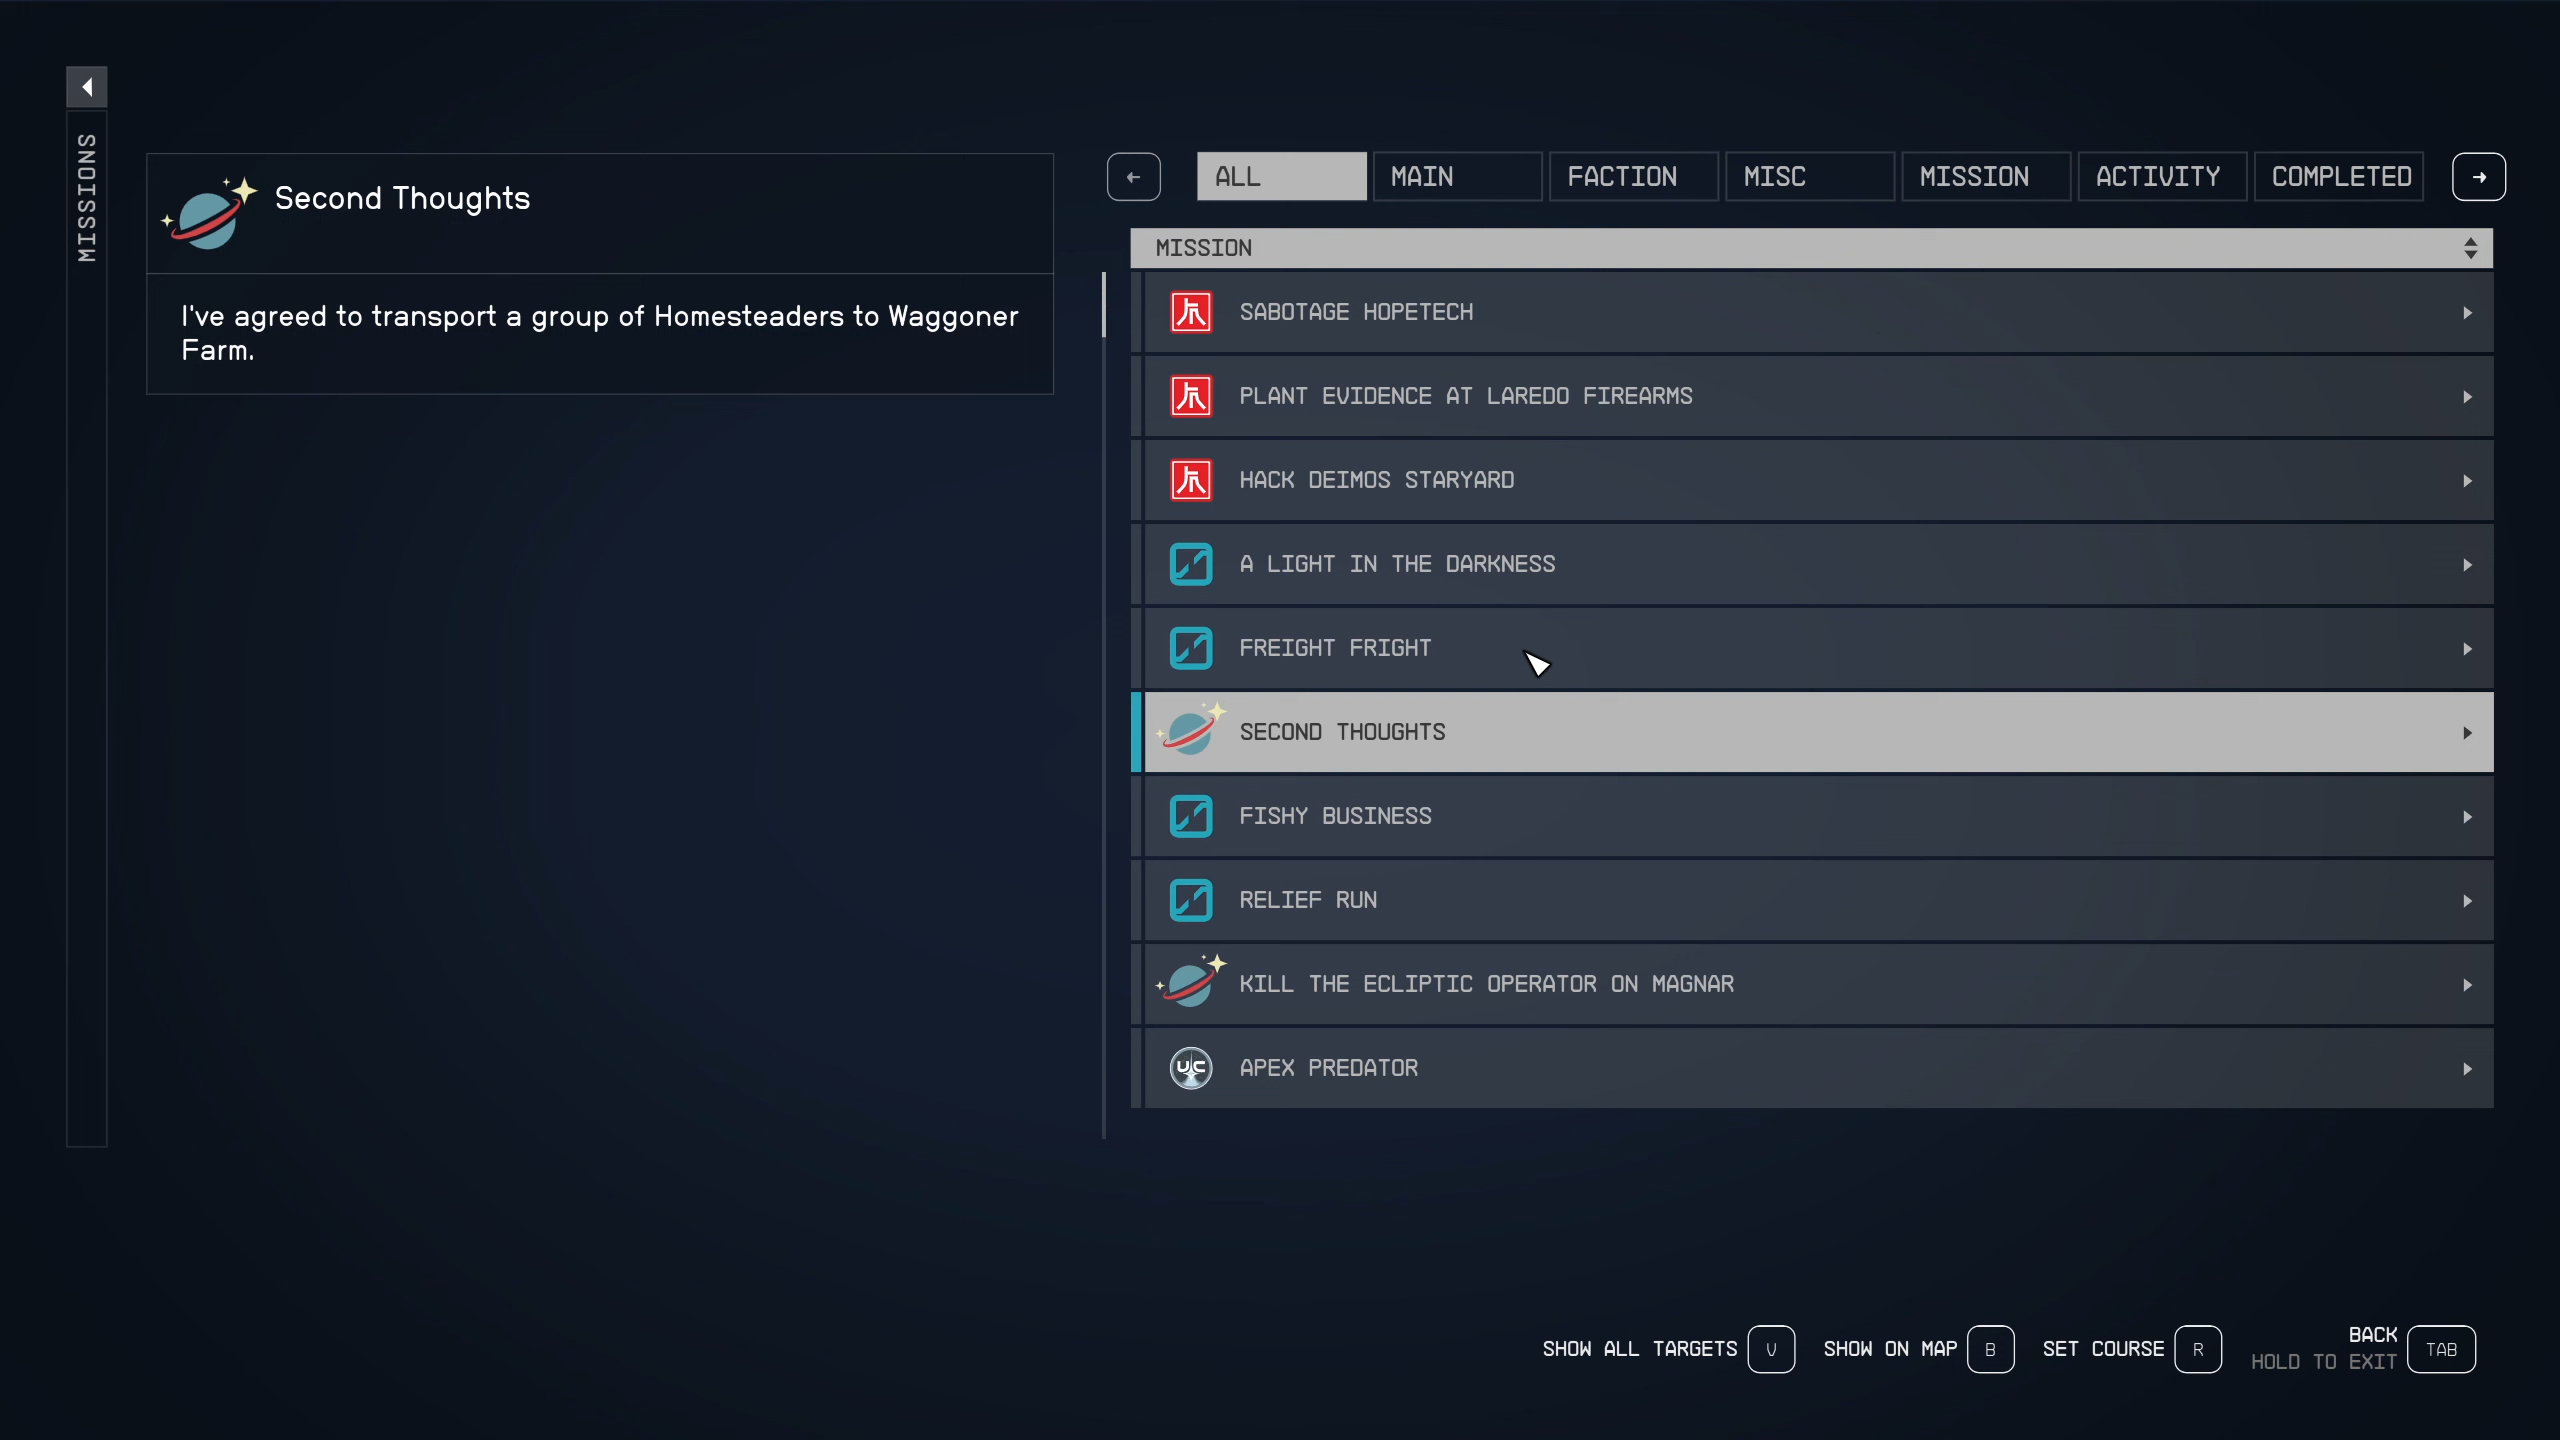 MISSIONS
Second Thoughts
I've agreed to transport a group of Homesteaders to Waggoner
Farm.
ALL
MAIN
FACTION
MISC
MISSION
ACTIVITY
COMPLETED
MISSION
SABOTAGE HOPETECH
PLANT EVIDENCE AT LAREDO FIREARMS
HACK DEIMOS STARYARD
A LIGHT IN THE DARKNESS
FREIGHT FRIGHT
SECOND THOUGHTS
FISHY BUSINESS
RELIEF RUN
KILL THE ECLIPTIC OPERATOR ON MAGNAR
UC
APEX PREDATOR
SHOW ALL TARGETS V
SHOW ON MAP B
SET COURSE R
BACK
HOLD TO EXIT
TAB